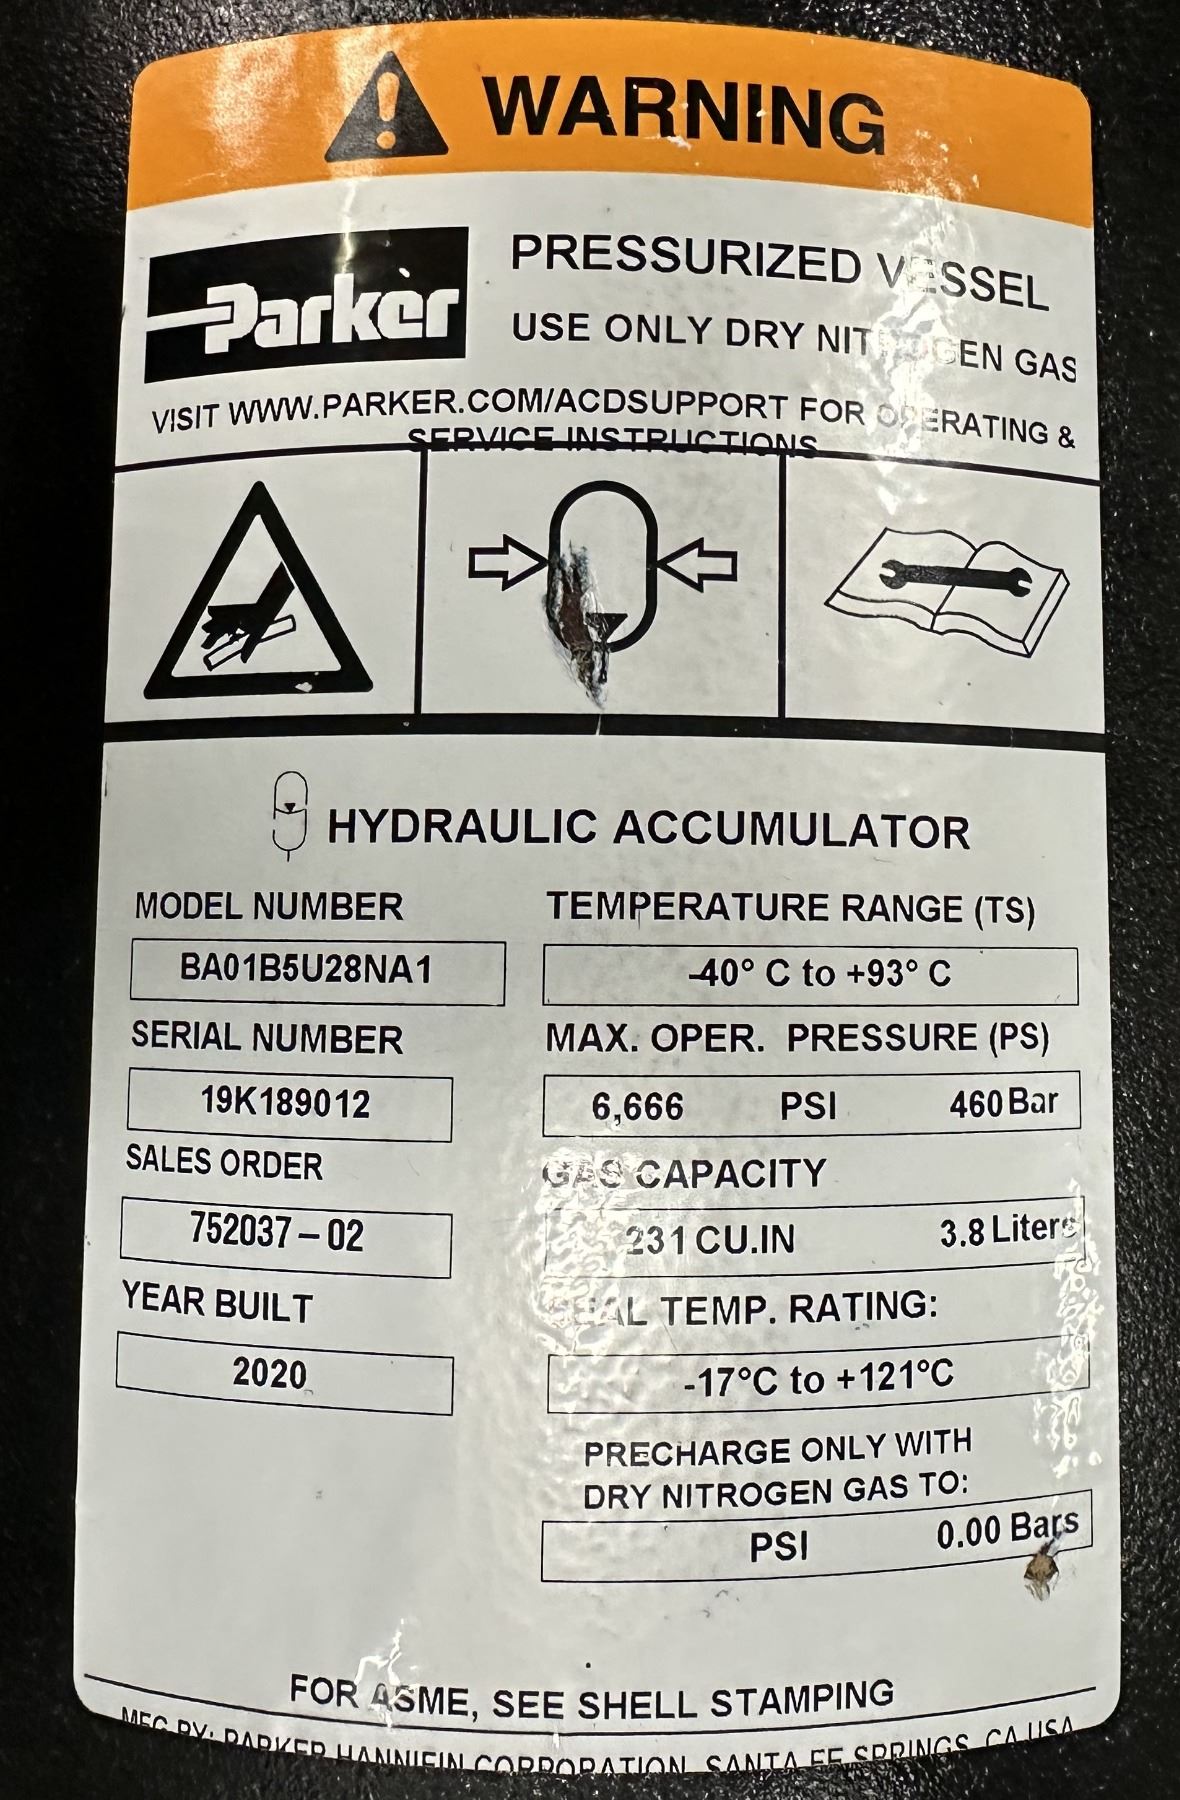 WARNING
Parker
PRESSURIZED VESSEL
USE ONLY DRY NITROGEN GAS
VISIT WWW.PARKER.COM/ACDSUPPORT FOR OPERATING &
SERVICE INSTRUCTIONS
HYDRAULIC ACCUMULATOR
MODEL NUMBER
BA01B5U28NA1
SERIAL NUMBER
19K189012
SALES ORDER
752037-02
YEAR BUILT
2020
TEMPERATURE RANGE (TS)
-40° C to +93° C
MAX. OPER. PRESSURE (PS)
6,666 PSI 460 Bar
GAS CAPACITY
231 CU.IN 3.8 Liters
SEAL TEMP. RATING:
-17°C to +121°C
PRECHARGE ONLY WITH
DRY NITROGEN GAS TO:
PSI 0.00 Bars
FOR ASME, SEE SHELL STAMPING
MFG BY: PARKER HANNIFIN CORPORATION, SANTA FE SPRINGS, CA USA